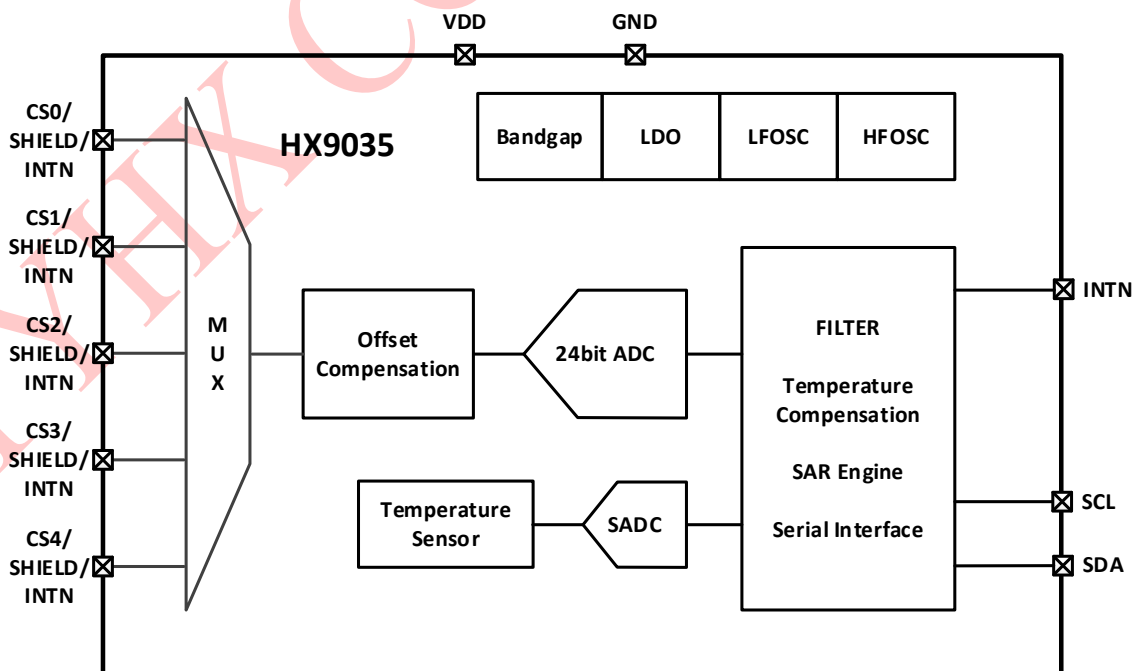 VDD
GND
CS0/
SHIELD/
INTN
HX9035
Bandgap
LDO
LFOSC
HFOSC
CS1/
SHIELD/
INTN
INTN
CS2/
SHIELD/
INTN
M
U
X
Offset
Compensation
24bit ADC
FILTER
Temperature
Compensation
SAR Engine
Serial Interface
CS3/
SHIELD/
INTN
Temperature
Sensor
SADC
SCL
SDA
CS4/
SHIELD/
INTN
YHX CO